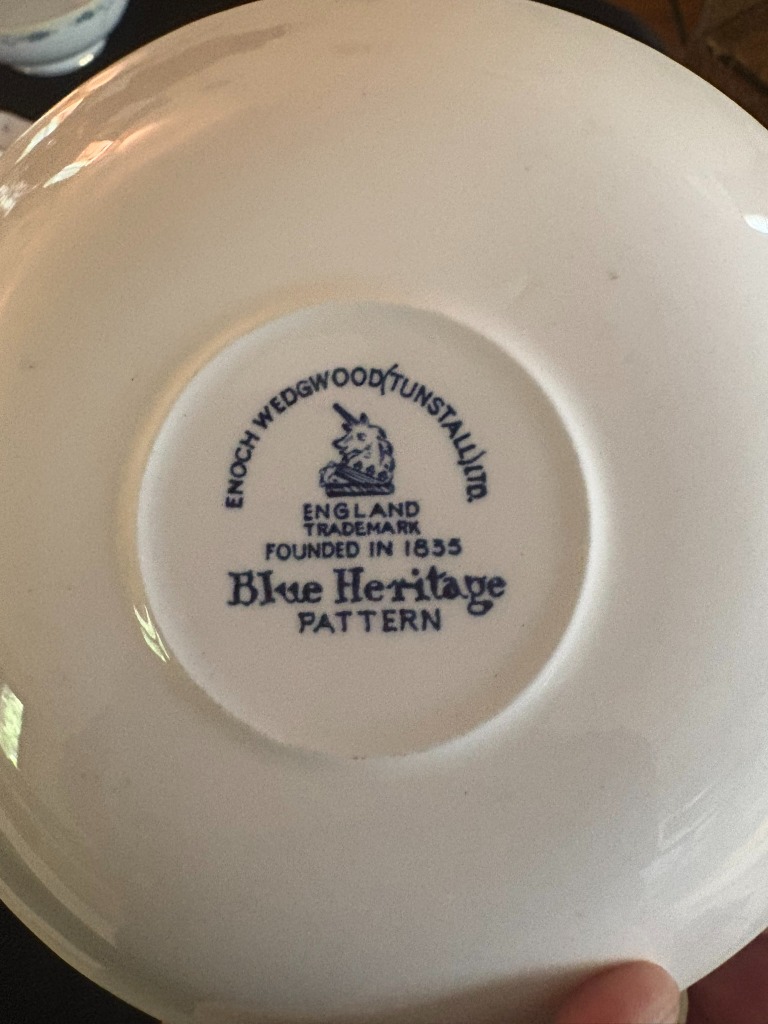 ENOCH WEDGWOOD (TUNSTALL) LTD.
ENGLAND
TRADEMARK
FOUNDED IN 1835
Blue Heritage
PATTERN